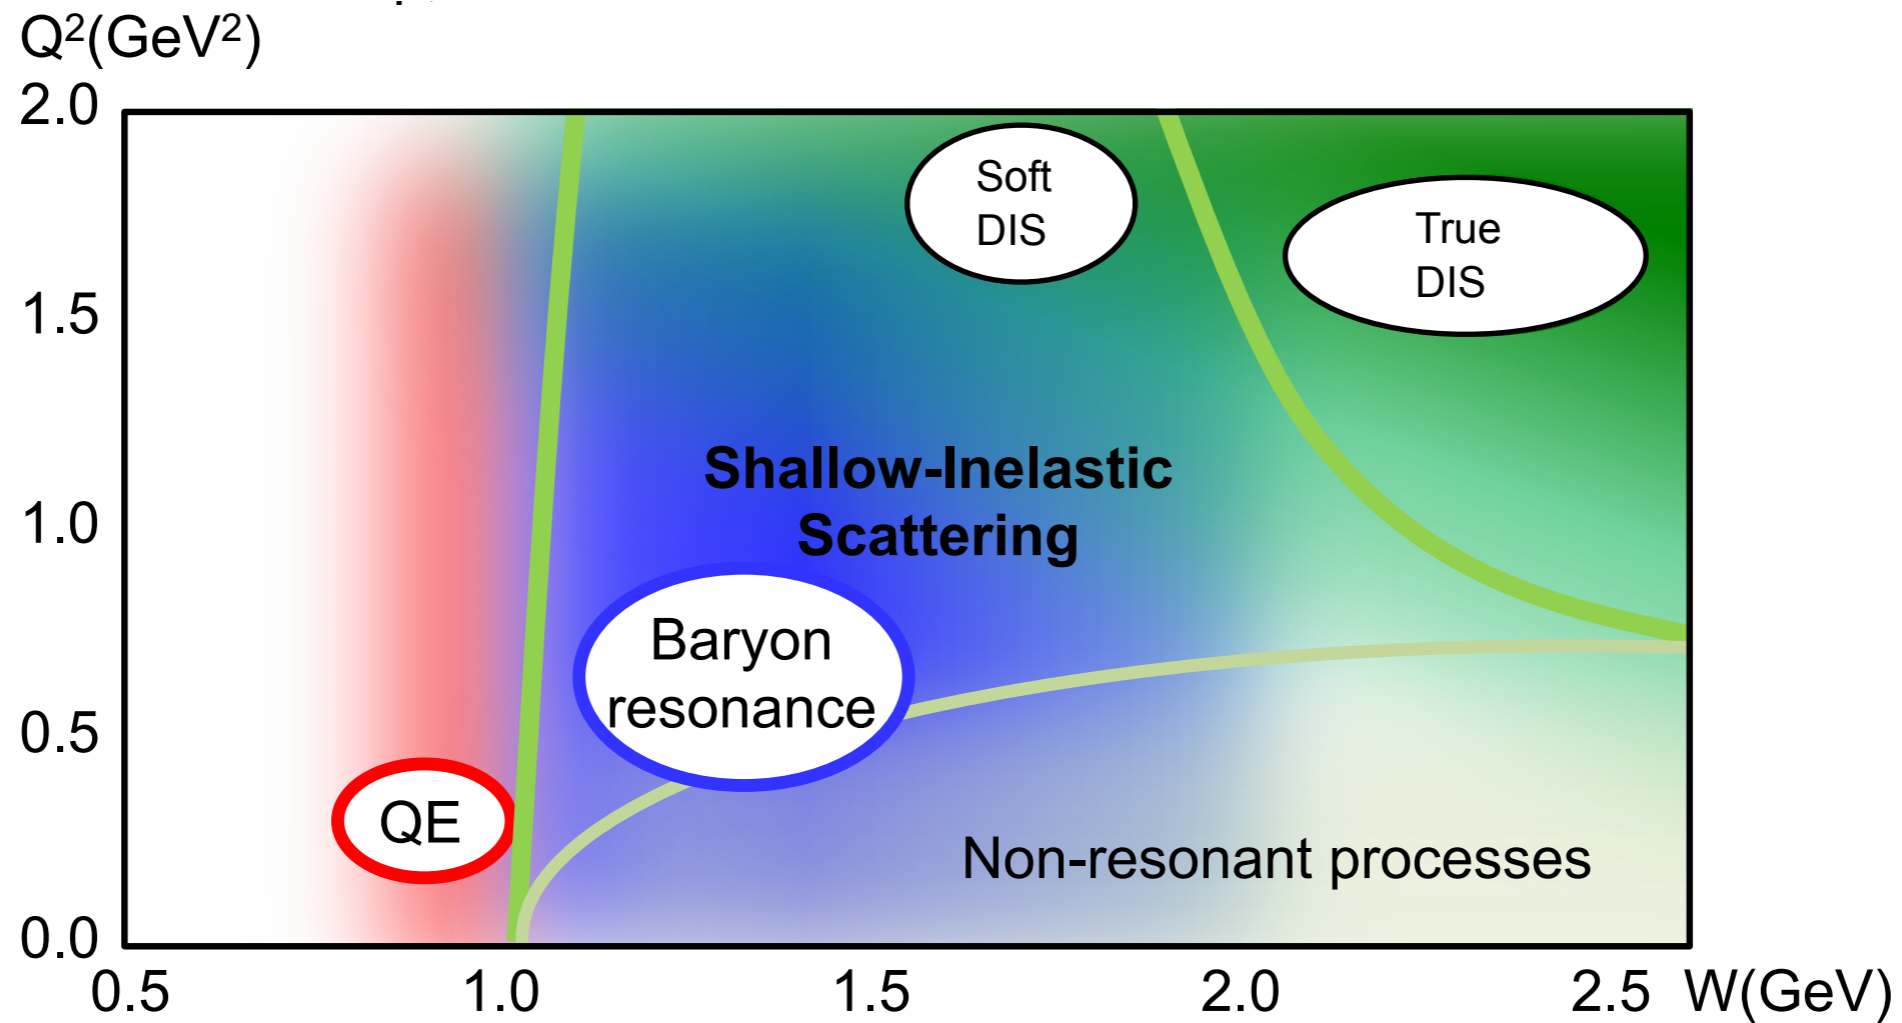 Q²(GeV²)
2.0
1.5
1.0
0.5
0.0
Soft
DIS
True
DIS
Shallow-Inelastic
Scattering
Baryon
resonance
QE
Non-resonant processes
0.5 1.0 1.5 2.0 2.5 W(GeV)